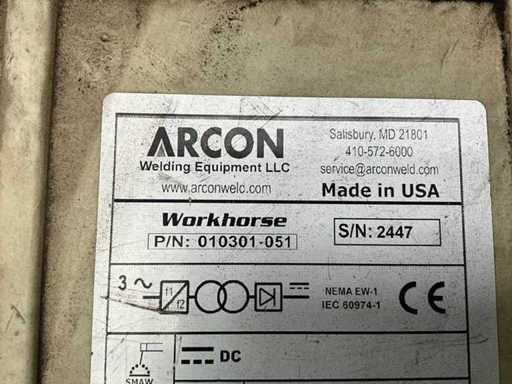 ARCON
Welding Equipment LLC
www.arconweld.com
Salisbury, MD 21801
410-572-6000
service@arconweld.com
Made in USA
Workhorse
P/N: 010301-051
S/N: 2447
3~
f1
f2
NEMA EW-1
IEC 60974-1
CE
SMAW
DC